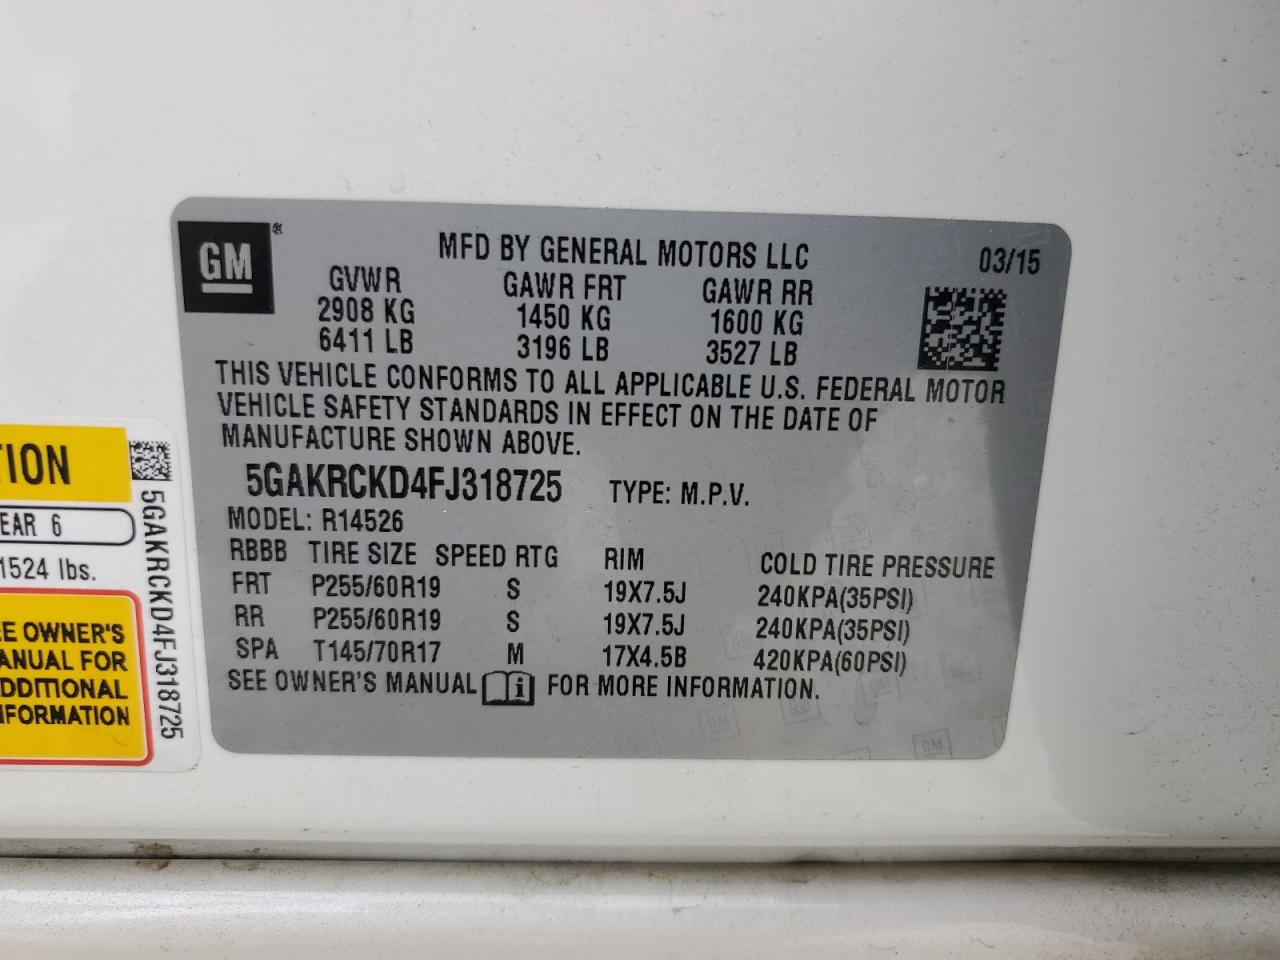 GM ®
MFD BY GENERAL MOTORS LLC 03/15
GVWR GAWR FRT GAWR RR
2908 KG 1450 KG 1600 KG
6411 LB 3196 LB 3527 LB
THIS VEHICLE CONFORMS TO ALL APPLICABLE U.S. FEDERAL MOTOR
VEHICLE SAFETY STANDARDS IN EFFECT ON THE DATE OF
MANUFACTURE SHOWN ABOVE.
5GAKRCKD4FJ318725 TYPE: M.P.V.
MODEL: R14526
RBBB TIRE SIZE SPEED RTG RIM COLD TIRE PRESSURE
FRT P255/60R19 S 19X7.5J 240KPA(35PSI)
RR P255/60R19 S 19X7.5J 240KPA(35PSI)
SPA T145/70R17 M 17X4.5B 420KPA(60PSI)
SEE OWNER'S MANUAL i FOR MORE INFORMATION.
TION
EAR 6
1524 lbs.
EE OWNER'S
ANUAL FOR
DDITIONAL
NFORMATION
5GAKRCKD4FJ318725
GM